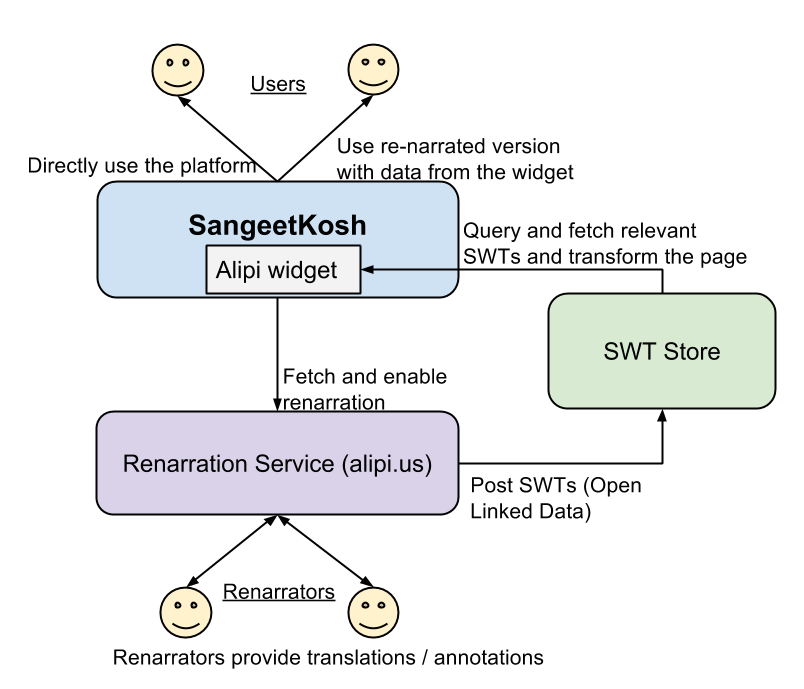 Users
Directly use the platform
Use re-narrated version
with data from the widget
SangeetKosh
Alipi widget
Query and fetch relevant
SWTs and transform the page
SWT Store
Fetch and enable
renarration
Renarration Service (alipi.us)
Post SWTs (Open
Linked Data)
Renarrators
Renarrators provide translations / annotations